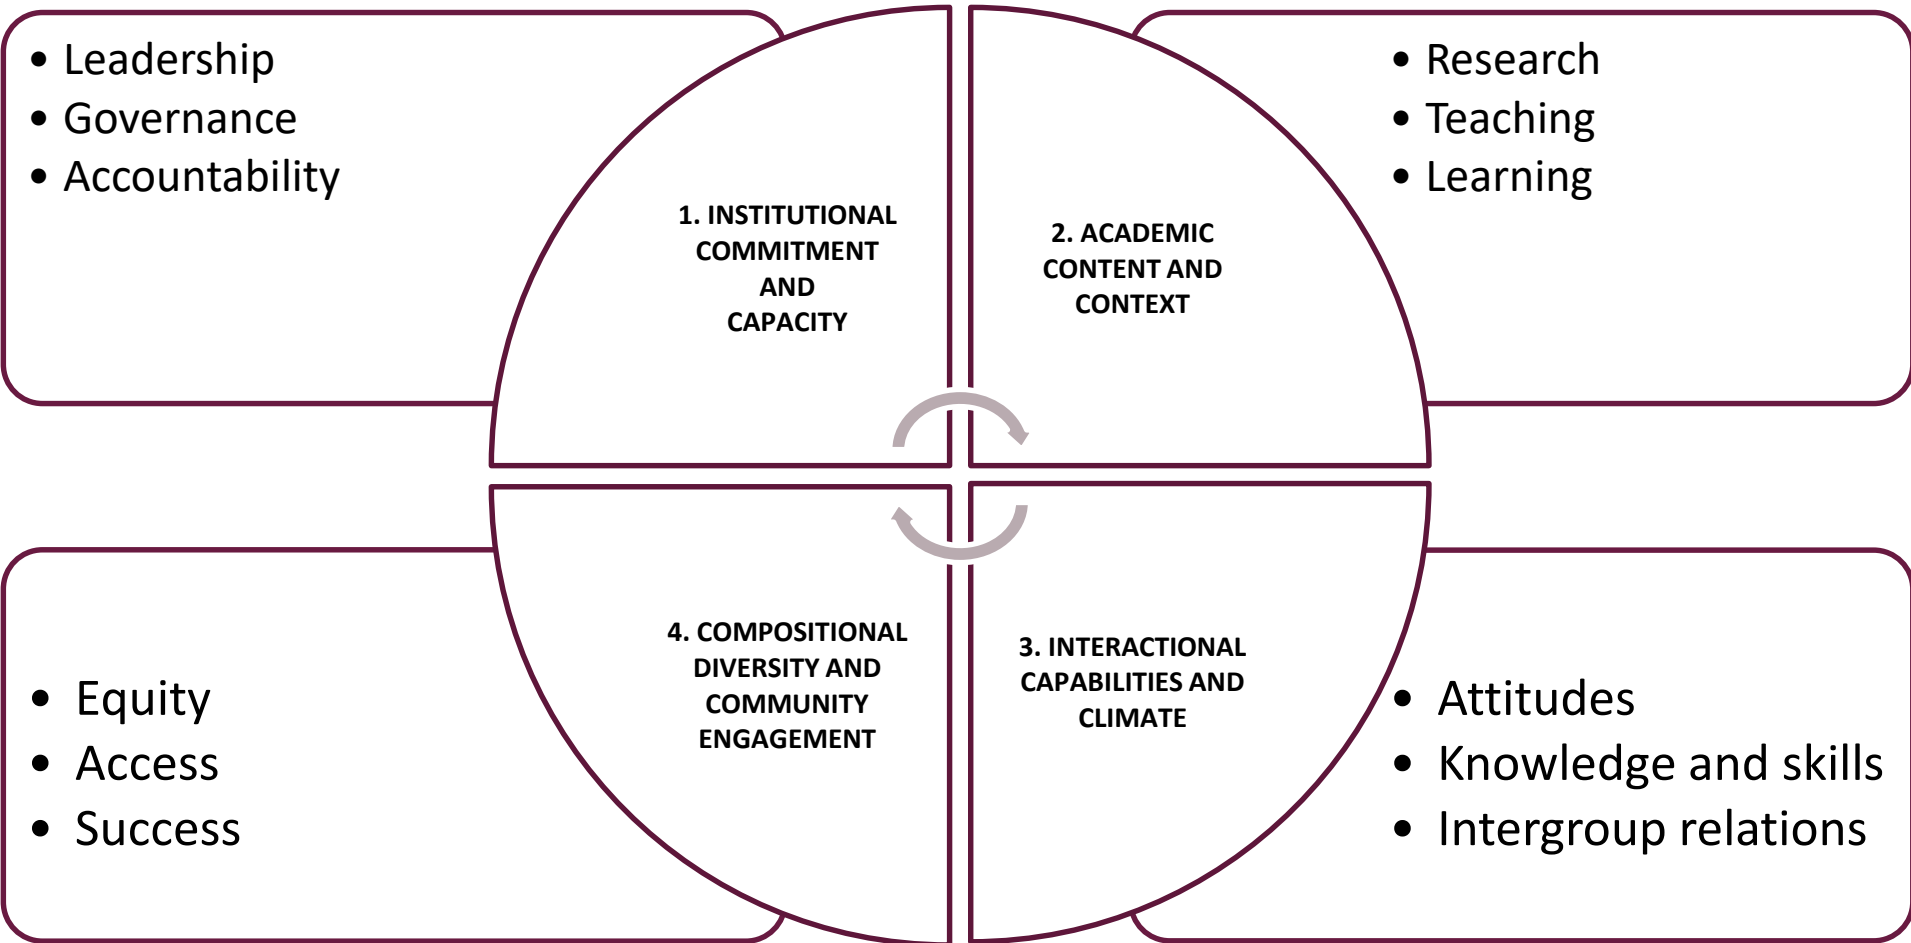 • Leadership
• Governance
• Accountability
1. INSTITUTIONAL
COMMITMENT
AND
CAPACITY
2. ACADEMIC
CONTENT AND
CONTEXT
• Research
• Teaching
• Learning
• Equity
• Access
• Success
4. COMPOSITIONAL
DIVERSITY AND
COMMUNITY
ENGAGEMENT
3. INTERACTIONAL
CAPABILITIES AND
CLIMATE
• Attitudes
• Knowledge and skills
• Intergroup relations